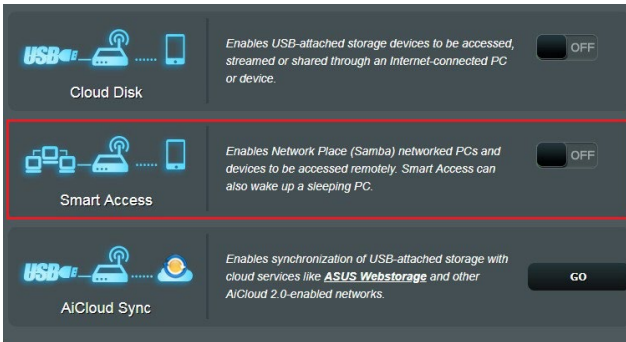 Enables USB-attached storage devices to be accessed,
USB
OFF
streamed or shared through an Internet-connected PC
or device.
Cloud Disk
Enables Network Place (Samba) networked PCs and
OFF
devices to be accessed remotely. Smart Access can
also wake up a sleeping PC.
Smart Access
Enables synchronization of USB-attached storage with
USB
cloud services like ASUS Webstorage and other
GO
AiCloud 2.0-enabled networks.
AiCloud Sync